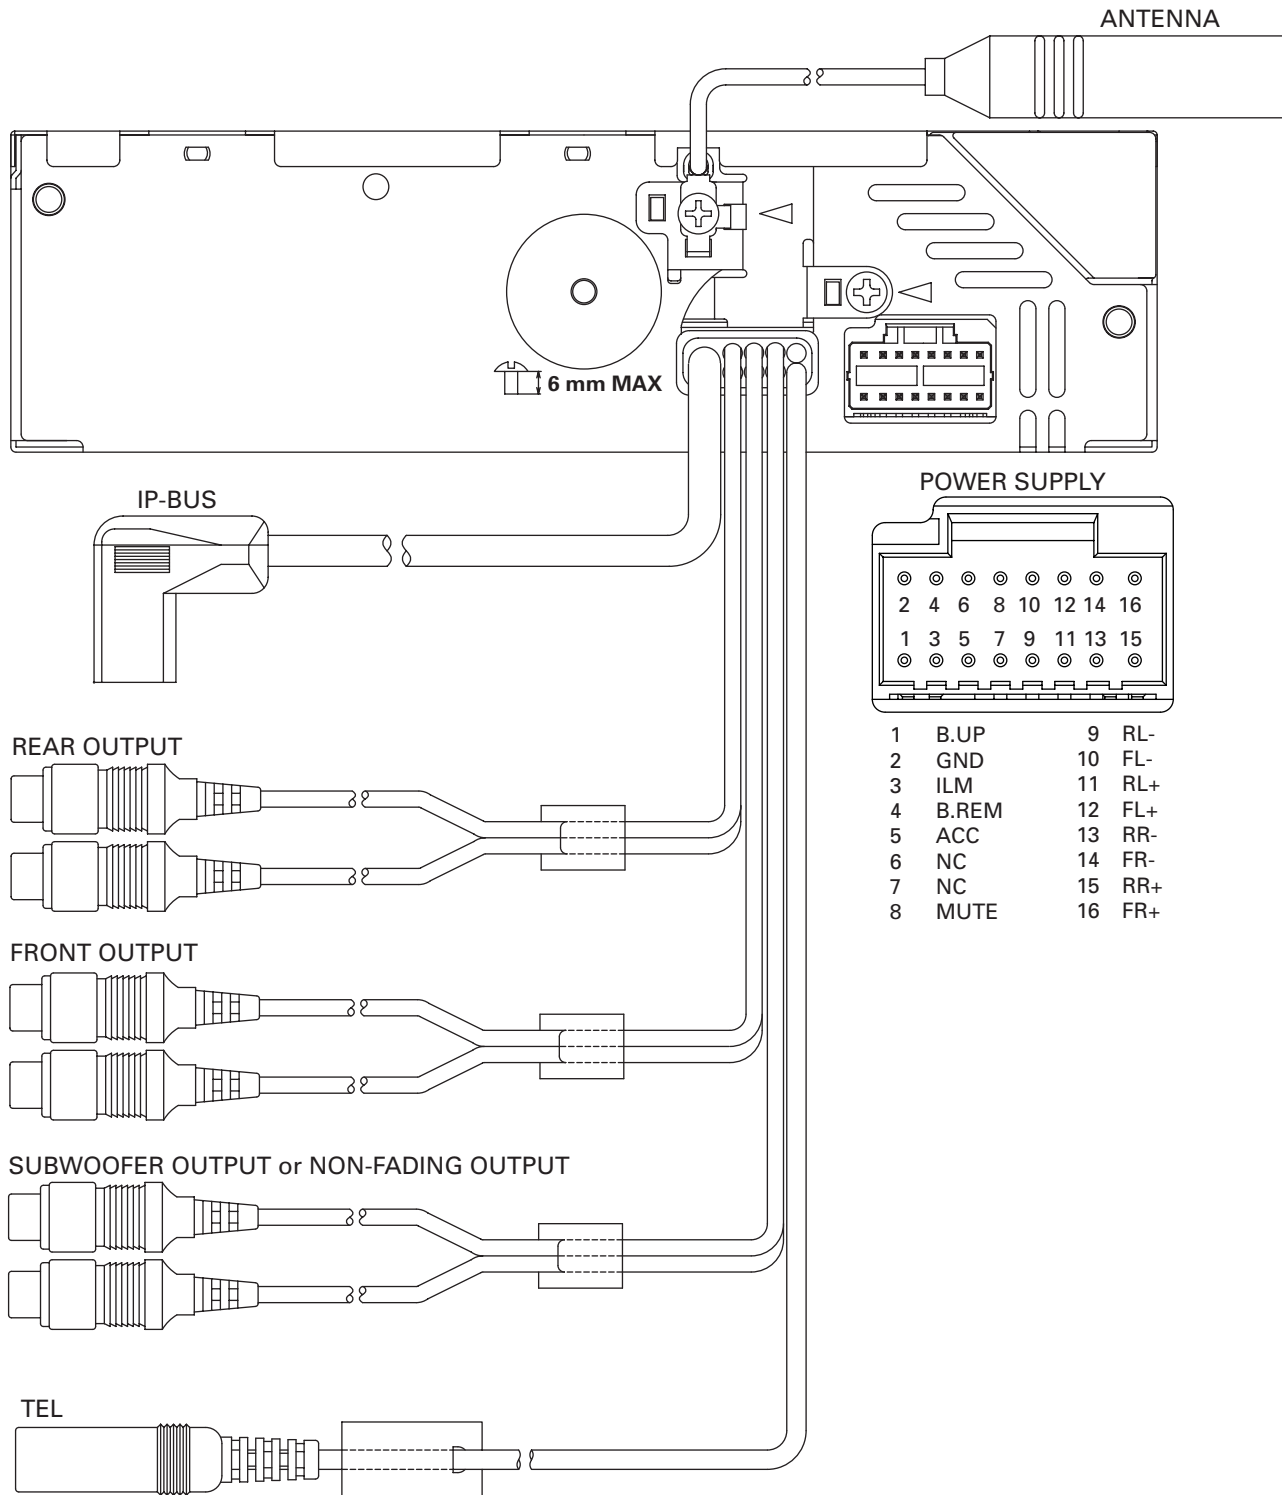 ANTENNA
6 mm MAX
IP-BUS
POWER SUPPLY
2 4 6 8 10 12 14 16
1 3 5 7 9 11 13 15
1 B.UP 9 RL-
2 GND 10 FL-
3 ILM 11 RL+
4 B.REM 12 FL+
5 ACC 13 RR-
6 NC 14 FR-
7 NC 15 RR+
8 MUTE 16 FR+
REAR OUTPUT
FRONT OUTPUT
SUBWOOFER OUTPUT or NON-FADING OUTPUT
TEL